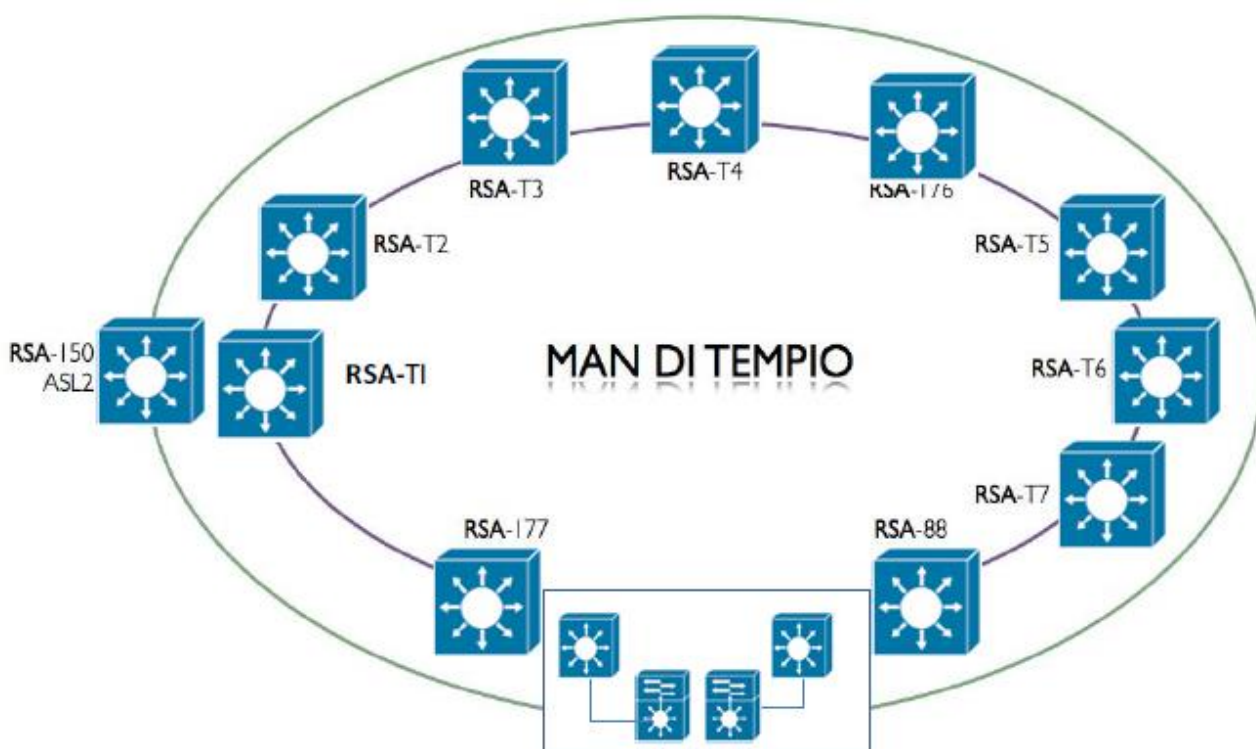 RSA-T4
RSA-T3
RSA-176
RSA-T2
RSA-T5
RSA-150
ASL2
RSA-TI
MAN DI TEMPIO
RSA-T6
RSA-T7
RSA-177
RSA-88